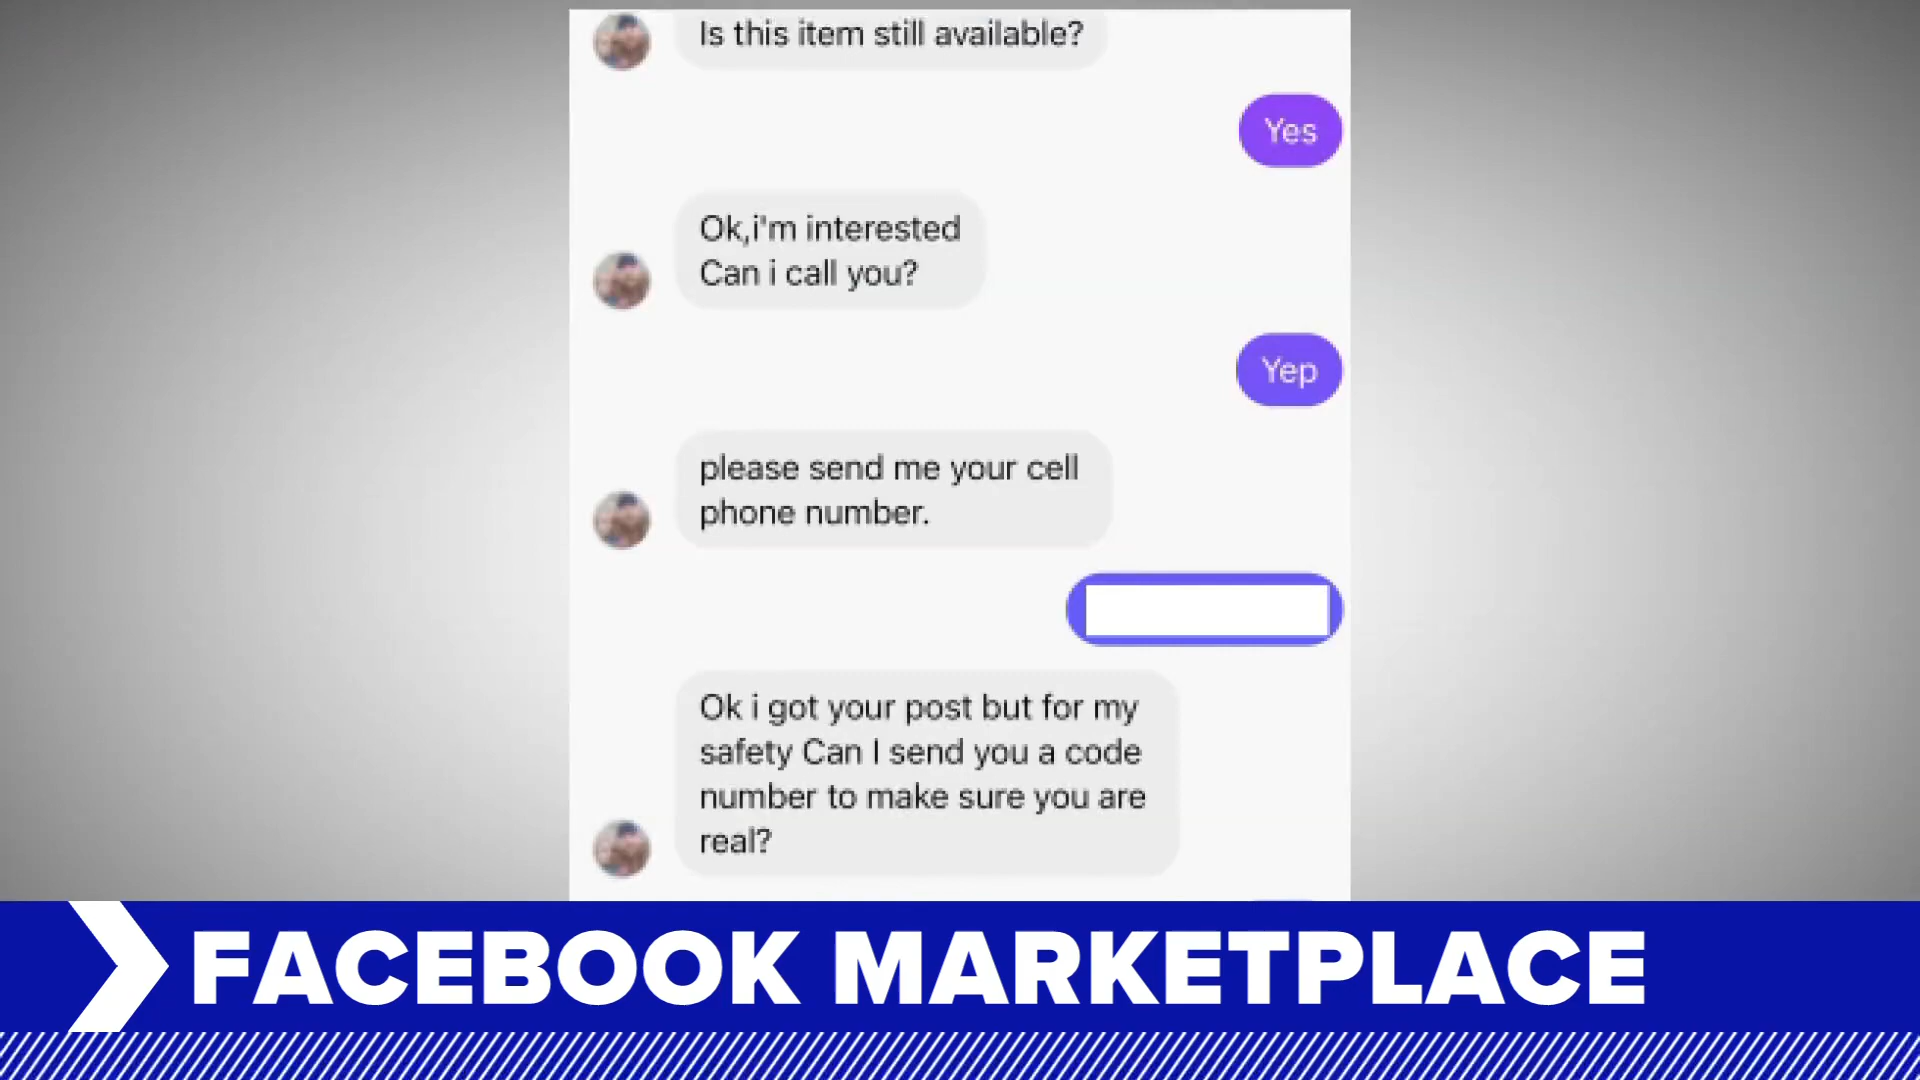 Is this item still available?
Yes
Ok,i'm interested
Can i call you?
Yep
please send me your cell
phone number.
Ok i got your post but for my
safety Can I send you a code
number to make sure you are
real?
FACEBOOK MARKETPLACE